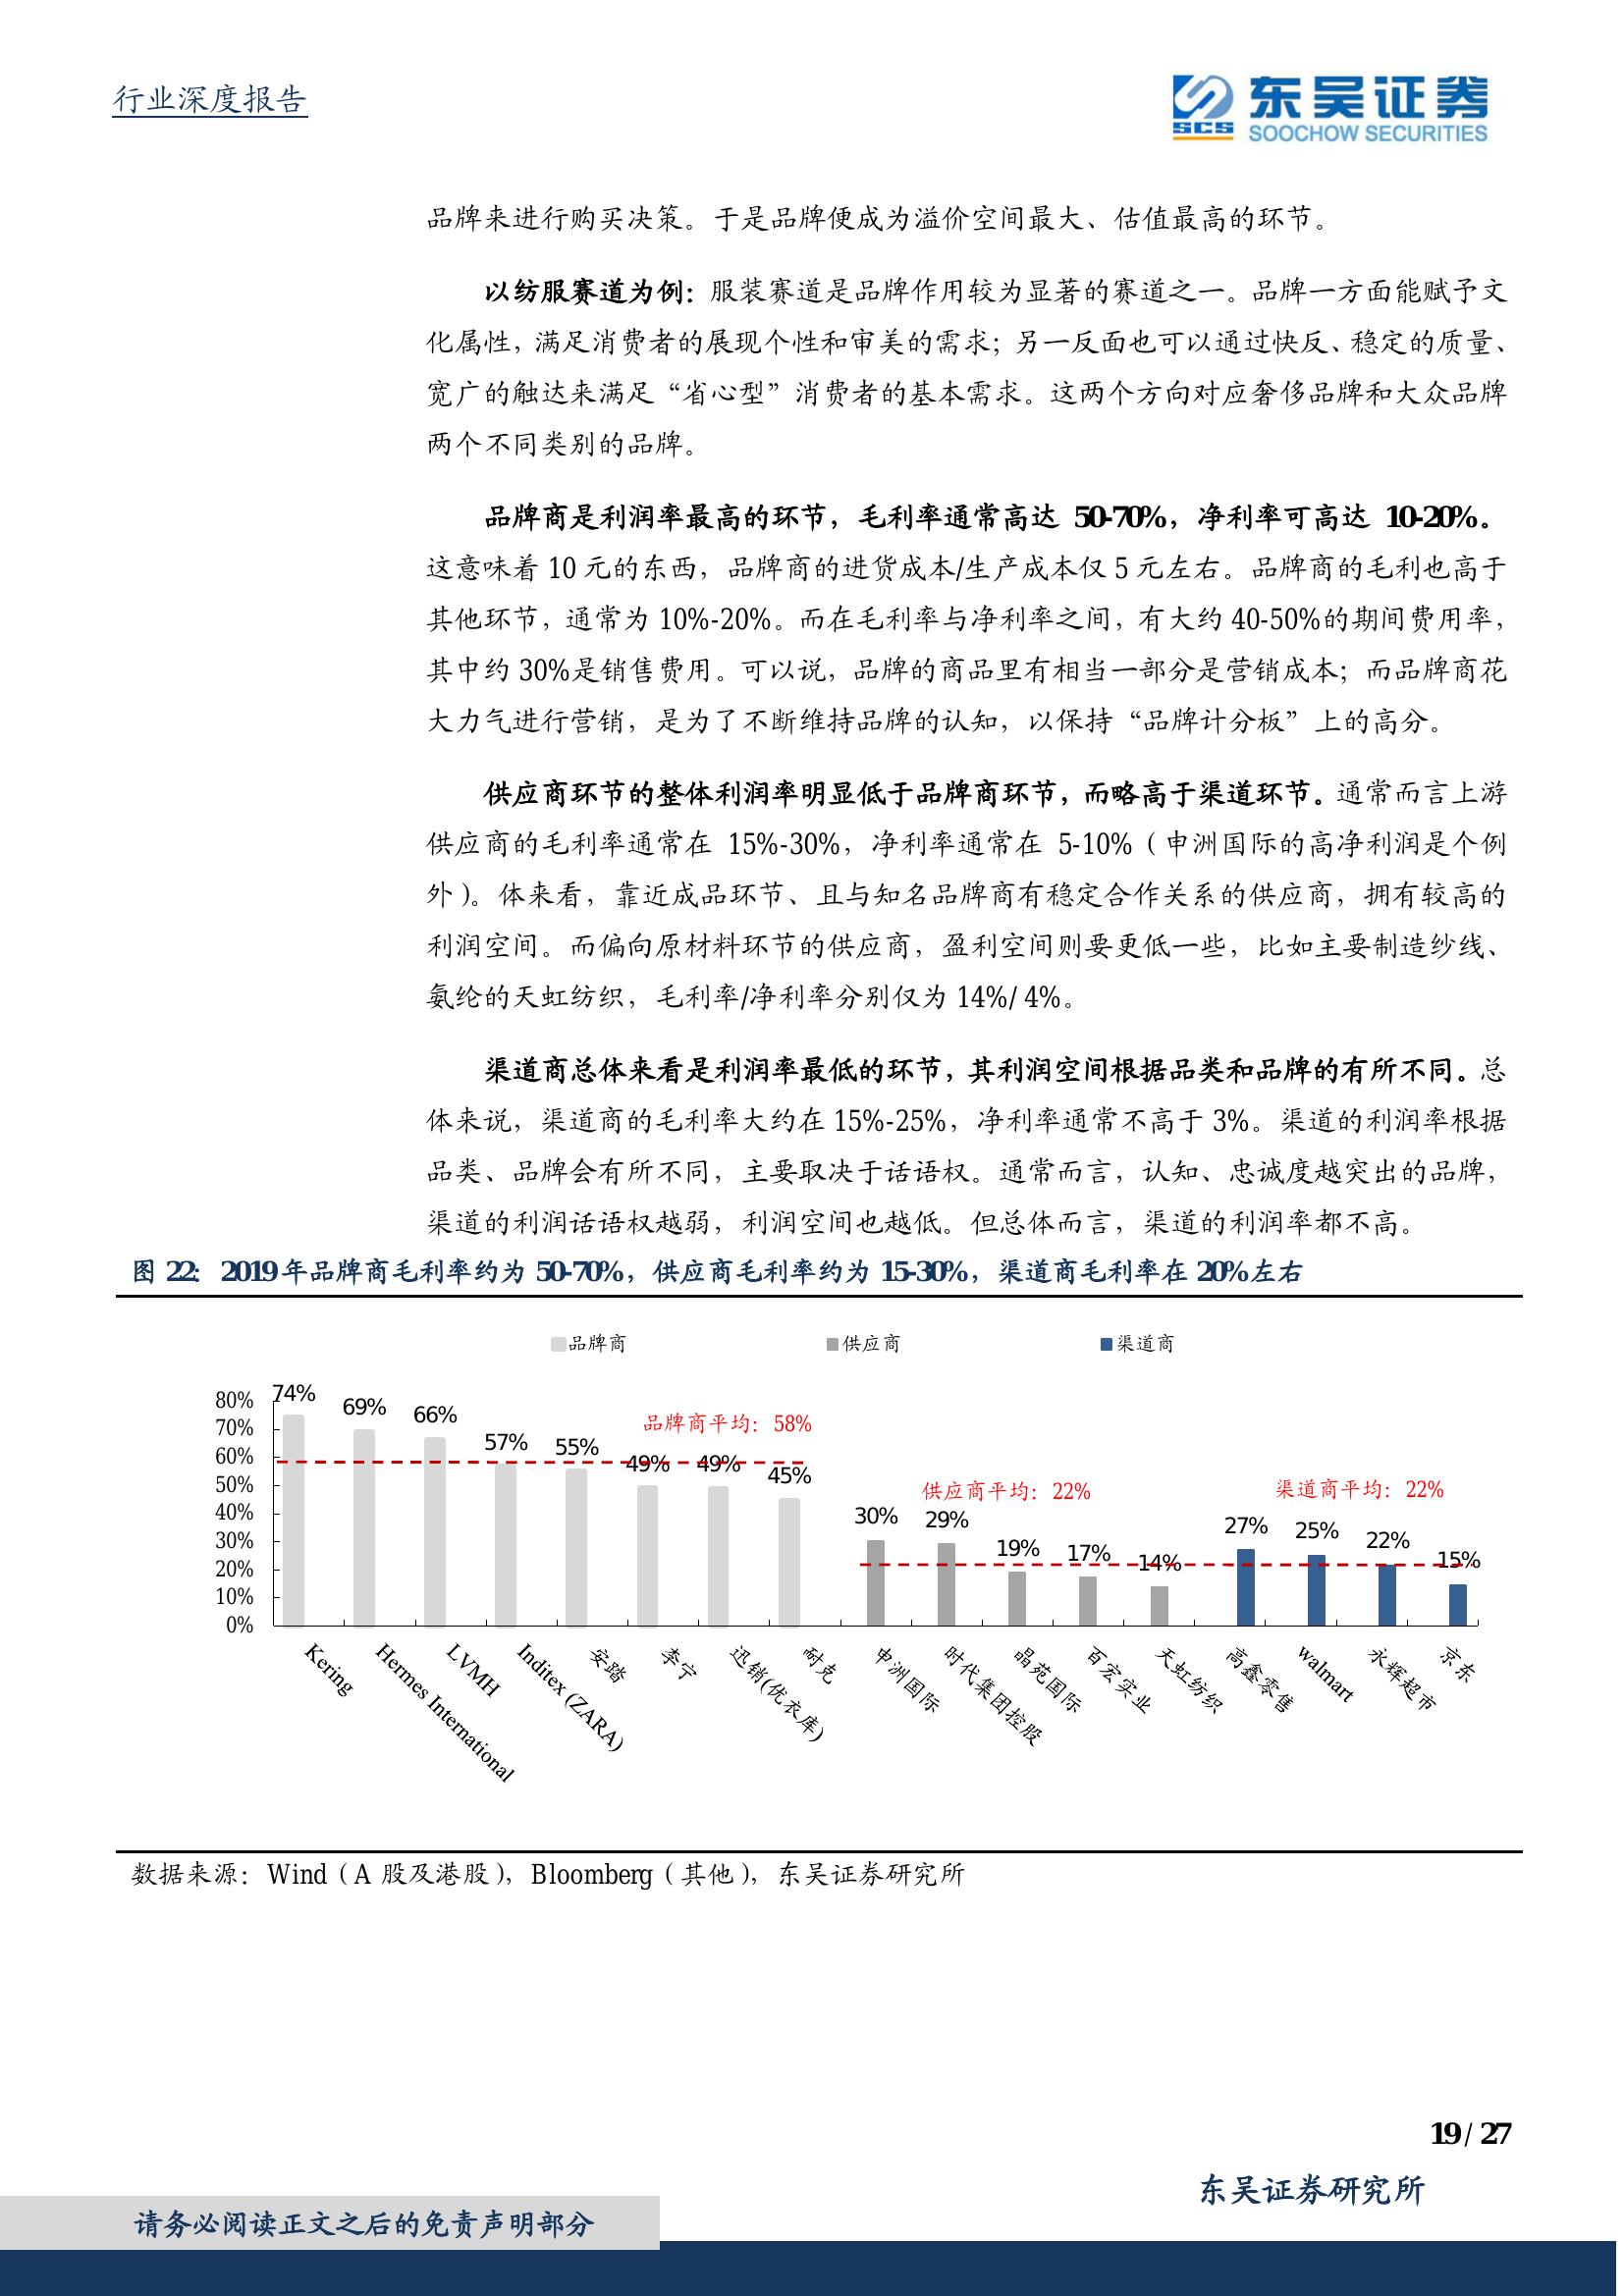 行业深度报告
SCS
东吴证券
SOOCHOW SECURITIES
品牌来进行购买决策。于是品牌便成为溢价空间最大、估值最高的环节。
以纺服赛道为例：服装赛道是品牌作用较为显著的赛道之一。品牌一方面能赋予文
化属性，满足消费者的展现个性和审美的需求；另一反面也可以通过快反、稳定的质量、
宽广的触达来满足“省心型”消费者的基本需求。这两个方向对应奢侈品牌和大众品牌
两个不同类别的品牌。
品牌商是利润率最高的环节，毛利率通常高达 50-70%，净利率可高达 10-20%。
这意味着 10 元的东西，品牌商的进货成本/生产成本仅 5 元左右。品牌商的毛利也高于
其他环节，通常为 10%-20%。而在毛利率与净利率之间，有大约 40-50%的期间费用率，
其中约 30%是销售费用。可以说，品牌的商品里有相当一部分是营销成本；而品牌商花
大力气进行营销，是为了不断维持品牌的认知，以保持“品牌计分板”上的高分。
供应商环节的整体利润率明显低于品牌商环节，而略高于渠道环节。通常而言上游
供应商的毛利率通常在 15%-30%，净利率通常在 5-10%（申洲国际的高净利润是个例
外）。体来看，靠近成品环节、且与知名品牌商有稳定合作关系的供应商，拥有较高的
利润空间。而偏向原材料环节的供应商，盈利空间则要更低一些，比如主要制造纱线、
氨纶的天虹纺织，毛利率/净利率分别仅为 14%/ 4%。
渠道商总体来看是利润率最低的环节，其利润空间根据品类和品牌的有所不同。总
体来说，渠道商的毛利率大约在 15%-25%，净利率通常不高于 3%。渠道的利润率根据
品类、品牌会有所不同，主要取决于话语权。通常而言，认知、忠诚度越突出的品牌，
渠道的利润话语权越弱，利润空间也越低。但总体而言，渠道的利润率都不高。
图 22： 2019 年品牌商毛利率约为 50-70%，供应商毛利率约为 15-30%，渠道商毛利率在 20%左右
品牌商 供应商 渠道商
80%
70%
60%
50%
40%
30%
20%
10%
0%
74%
69%
66%
57%
55%
49%
49%
45%
30%
29%
19%
17%
14%
27%
25%
22%
15%
品牌商平均：58%
供应商平均：22%
渠道商平均：22%
Kering
Hermes International
LVMH
Inditex (ZARA)
安踏
李宁
迅销(优衣库)
耐克
申洲国际
时代集团控股
晶苑国际
百宏实业
天虹纺织
高鑫零售
walmart
永辉超市
京东
数据来源：Wind（A 股及港股），Bloomberg（其他），东吴证券研究所
19 / 27
东吴证券研究所
请务必阅读正文之后的免责声明部分